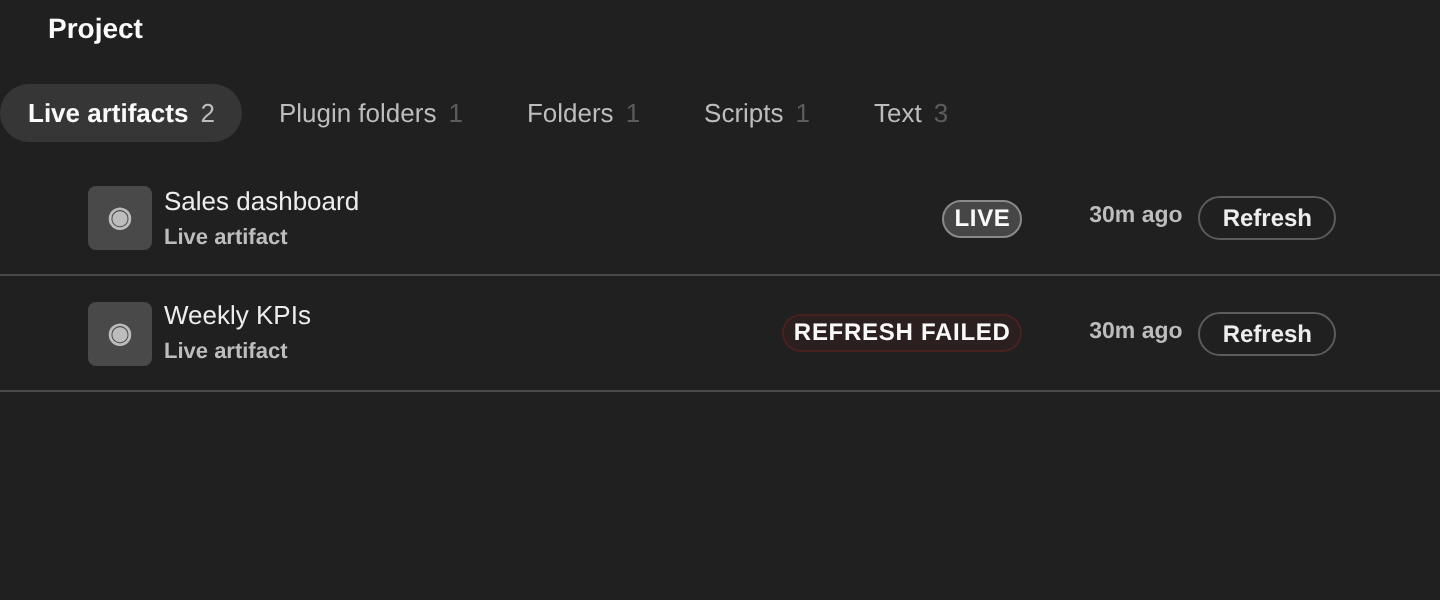 Project
Live artifacts 2 Plugin folders 1 Folders 1 Scripts 1 Text 3
Sales dashboard
Live artifact
LIVE 30m ago Refresh
Weekly KPIs
Live artifact
REFRESH FAILED 30m ago Refresh